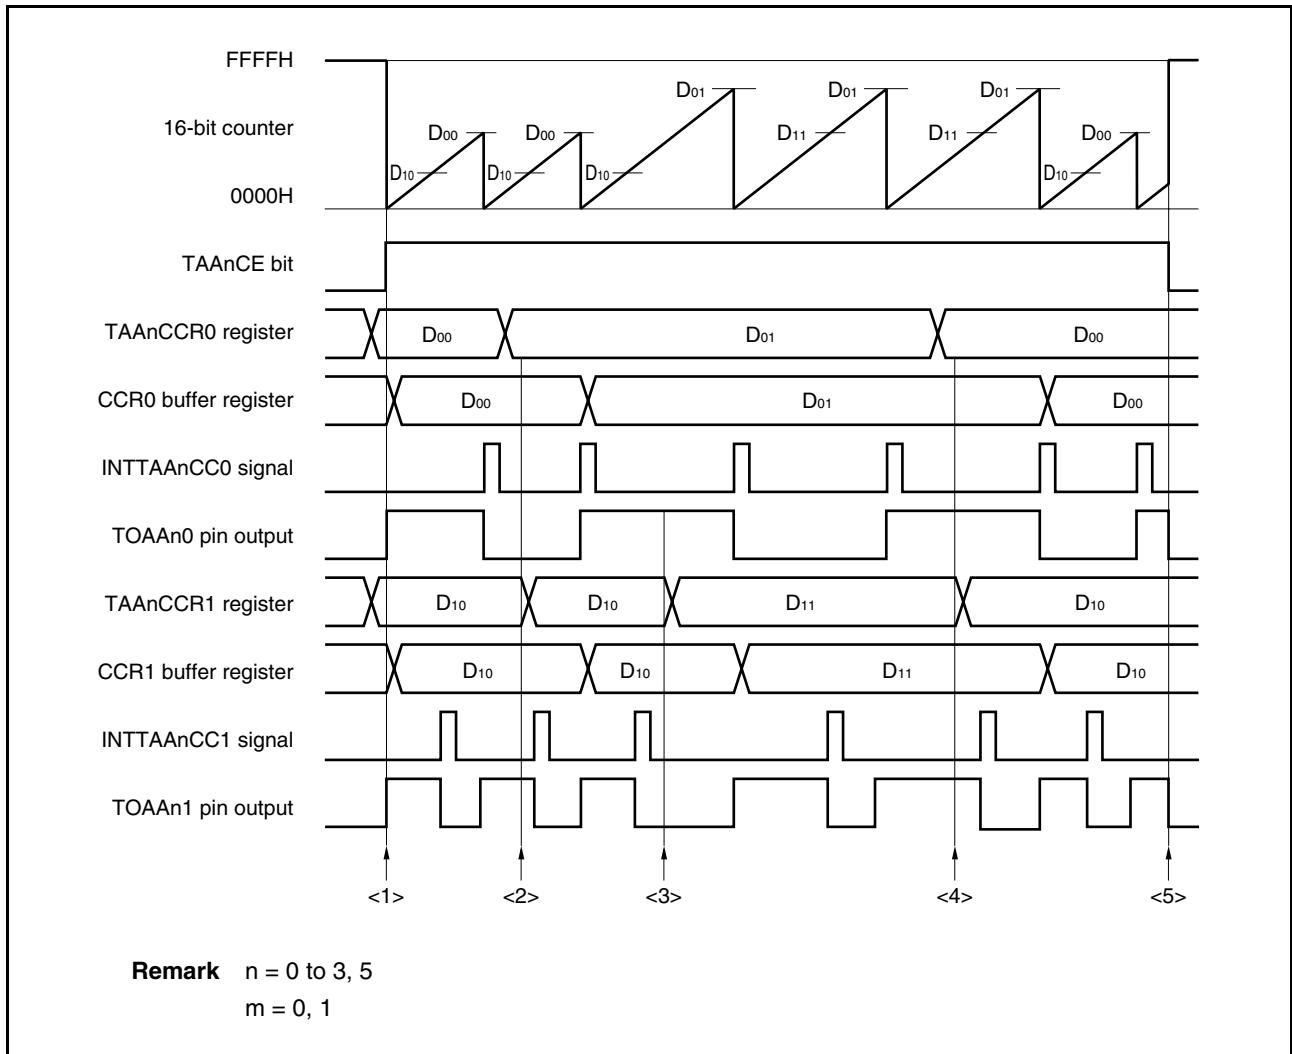 FFFFH
D01 D01 D01
16-bit counter D00 D00 D11 D11 D00
D10 D10 D10 D10
0000H
TAAnCE bit
TAAnCCR0 register D00 D01 D00
CCR0 buffer register D00 D01 D00
INTTAAnCC0 signal
TOAAn0 pin output
TAAnCCR1 register D10 D10 D11 D10
CCR1 buffer register D10 D10 D11 D10
INTTAAnCC1 signal
TOAAn1 pin output
<1> <2> <3> <4> <5>
Remark n = 0 to 3, 5
m = 0, 1